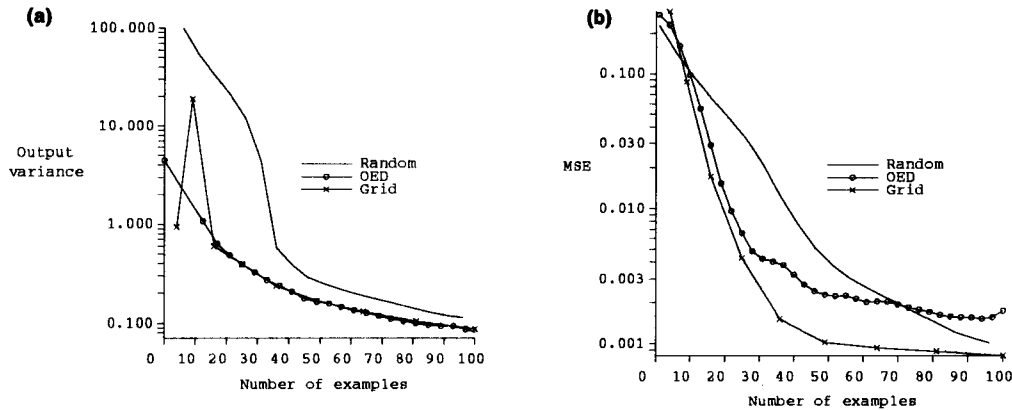 (a)
100.000
10.000
Output
variance
1.000
0.100
Random
OED
Grid
0 10 20 30 40 50 60 70 80 90 100
Number of examples
(b)
0.100
0.030
MSE
0.010
0.003
0.001
Random
OED
Grid
0 10 20 30 40 50 60 70 80 90 100
Number of examples